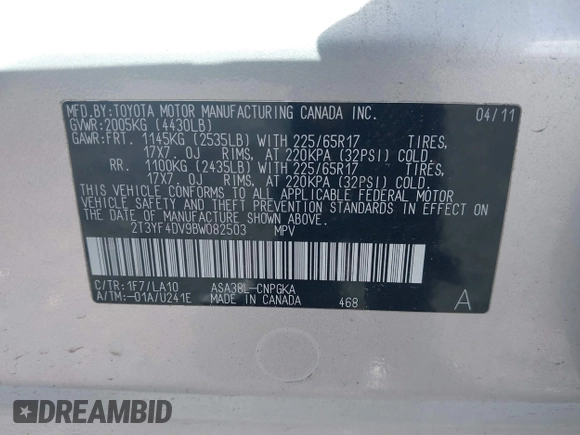 MFD.BY:TOYOTA MOTOR MANUFACTURING CANADA INC. 04/11
GVWR:2005KG (4430LB)
GAWR:FRT. 1145KG (2535LB) WITH 225/65R17 TIRES,
17X7 OJ RIMS, AT 220KPA (32PSI) COLD.
RR. 1100KG (2435LB) WITH 225/65R17 TIRES,
17X7 OJ RIMS, AT 220KPA (32PSI) COLD.
THIS VEHICLE CONFORMS TO ALL APPLICABLE FEDERAL MOTOR
VEHICLE SAFETY AND THEFT PREVENTION STANDARDS IN EFFECT
ON THE DATE OF MANUFACTURE SHOWN ABOVE.
2T3YF4DV9BW082503 MPV
C/TR:1F7/LA10 ASA38L-CNPGKA
A/TM:-01A/U241E MADE IN CANADA 468 A
DREAMBID